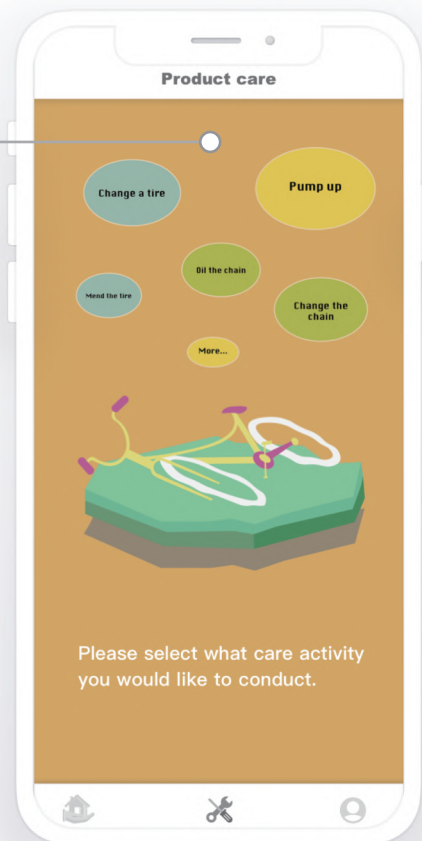 Product care
Change a tire
Pump up
Oil the chain
Mend the tire
Change the
chain
More...
Please select what care activity
you would like to conduct.